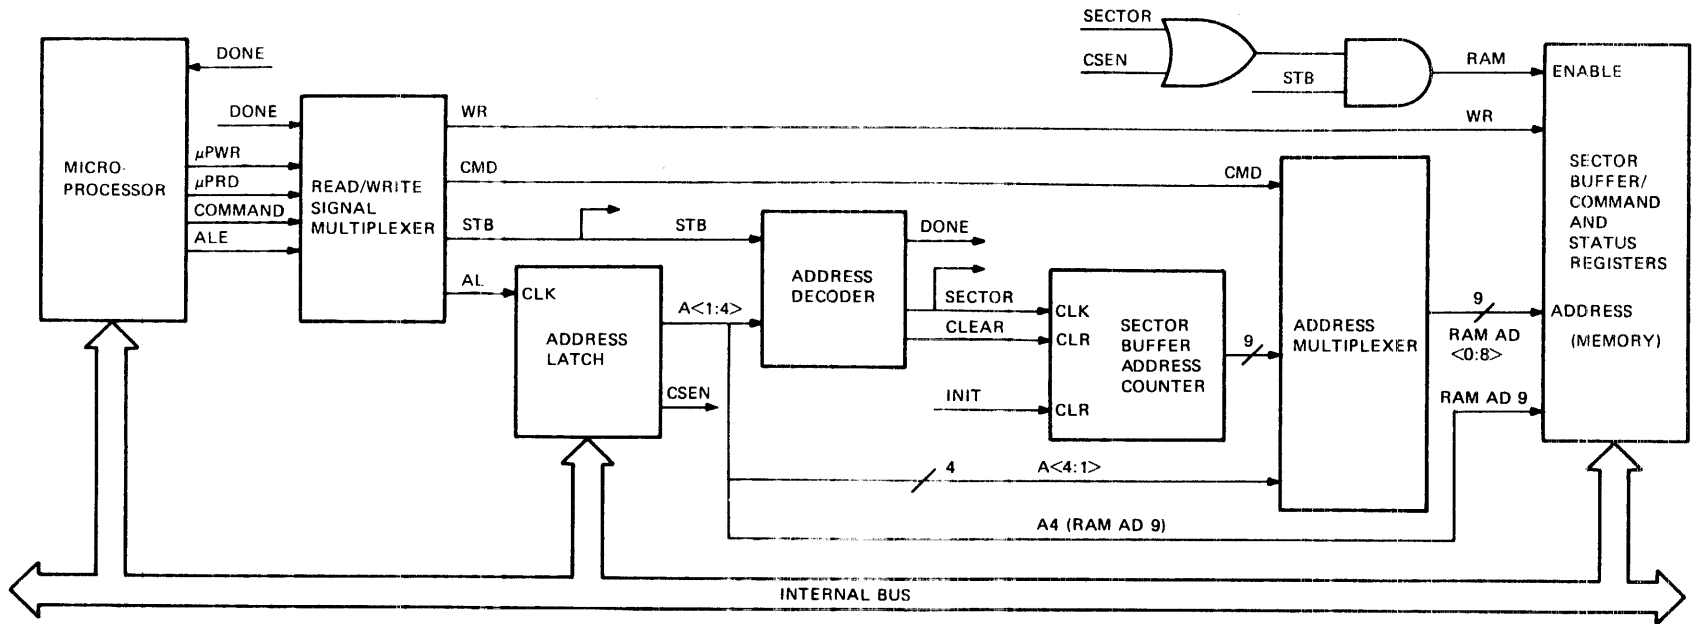 SECTOR
CSEN
STB
RAM
ENABLE
DONE
DONE
WR
WR
MICRO-
PROCESSOR
µPWR
µPRD
COMMAND
ALE
READ/WRITE
SIGNAL
MULTIPLEXER
CMD
CMD
STB
STB
AL
CLK
ADDRESS
LATCH
A<1:4>
CSEN
ADDRESS
DECODER
DONE
SECTOR
CLEAR
INIT
CLK
CLR
CLR
SECTOR
BUFFER
ADDRESS
COUNTER
9
ADDRESS
MULTIPLEXER
9
RAM AD
<0:8>
RAM AD 9
SECTOR
BUFFER/
COMMAND
AND
STATUS
REGISTERS
ADDRESS
(MEMORY)
4
A<4:1>
A4 (RAM AD 9)
INTERNAL BUS